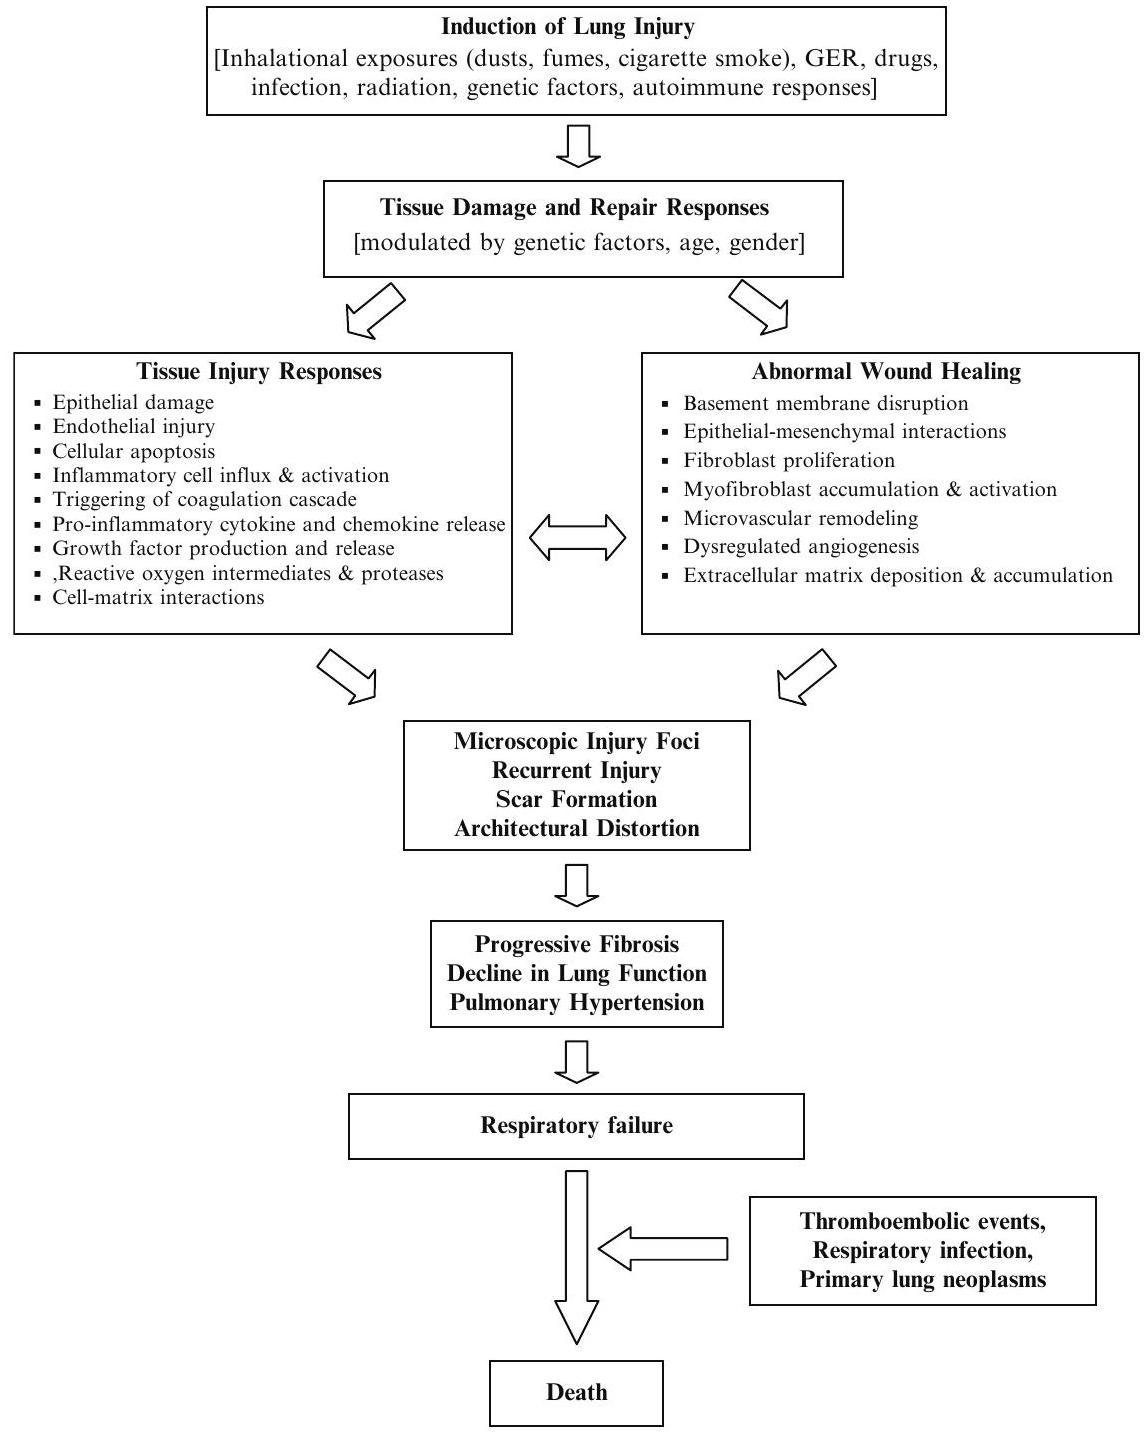 Induction of Lung Injury
[Inhalational exposures (dusts, fumes, cigarette smoke), GER, drugs,
infection, radiation, genetic factors, autoimmune responses]
Tissue Damage and Repair Responses
[modulated by genetic factors, age, gender]
Tissue Injury Responses
▪ Epithelial damage
▪ Endothelial injury
▪ Cellular apoptosis
▪ Inflammatory cell influx & activation
▪ Triggering of coagulation cascade
▪ Pro-inflammatory cytokine and chemokine release
▪ Growth factor production and release
▪ ,Reactive oxygen intermediates & proteases
▪ Cell-matrix interactions
Abnormal Wound Healing
▪ Basement membrane disruption
▪ Epithelial-mesenchymal interactions
▪ Fibroblast proliferation
▪ Myofibroblast accumulation & activation
▪ Microvascular remodeling
▪ Dysregulated angiogenesis
▪ Extracellular matrix deposition & accumulation
Microscopic Injury Foci
Recurrent Injury
Scar Formation
Architectural Distortion
Progressive Fibrosis
Decline in Lung Function
Pulmonary Hypertension
Respiratory failure
Thromboembolic events,
Respiratory infection,
Primary lung neoplasms
Death